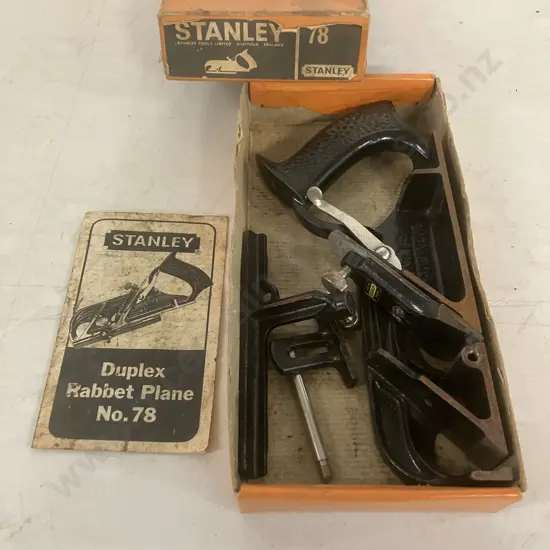 STANLEY
STANLEY TOOLS LIMITED SHEFFIELD ENGLAND
78
STANLEY
STANLEY
Duplex
Rabbet Plane
No. 78